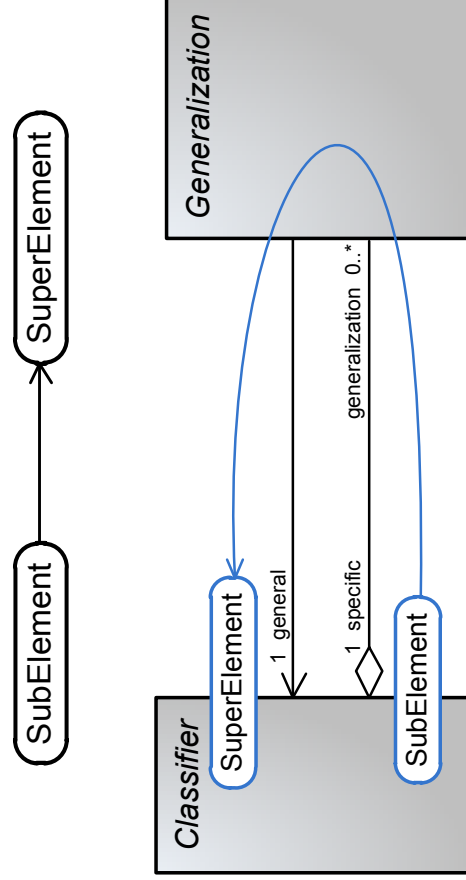 SubElement
SuperElement
Classifier
Generalization
SuperElement
1 general
1 specific
generalization 0..*
SubElement